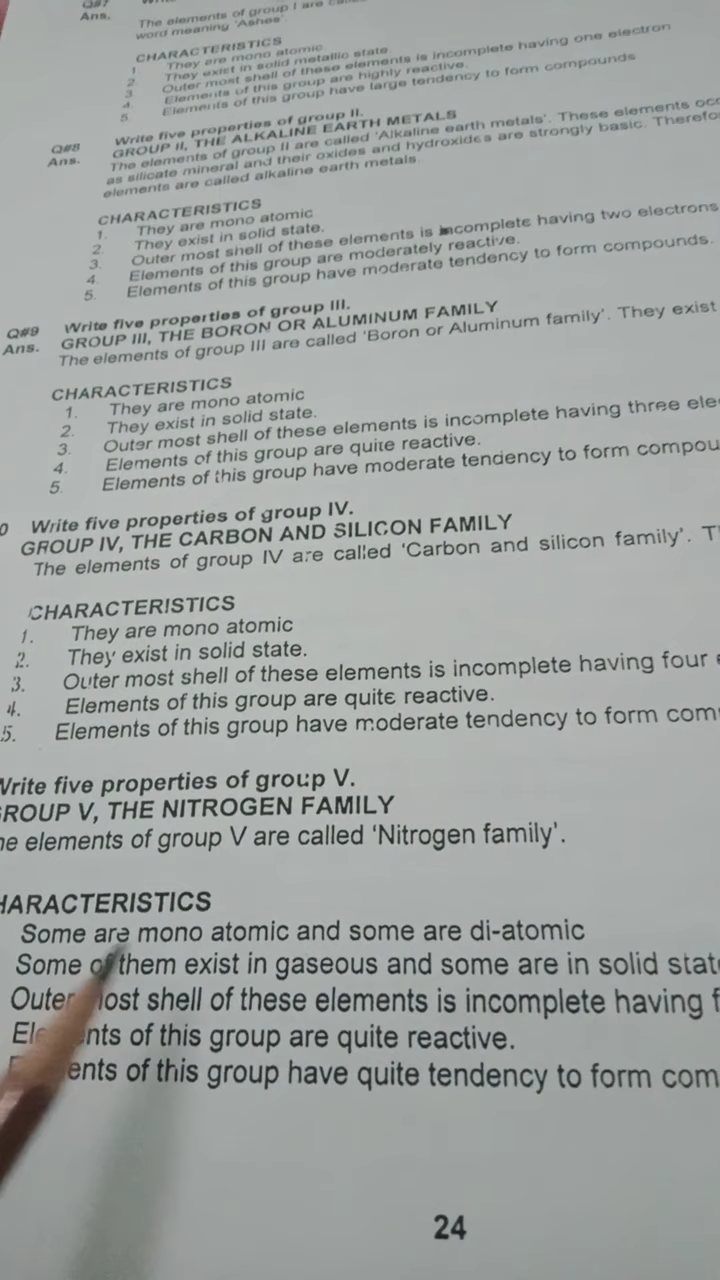 Q#7
Ans. The elements of group I are
word meaning 'Ashes'
CHARACTERISTICS
1. They are mono atomic
2. They exist in solid metallic state.
3. Outer most shell of these elements is incomplete having one electron
4. Elements of this group are highly reactive.
5. Elements of this group have large tendency to form compounds
Q#8 Write five properties of group II.
Ans. GROUP II, THE ALKALINE EARTH METALS
The elements of group II are called 'Alkaline earth metals'. These elements occ
as silicate mineral and their oxides and hydroxides are strongly basic. Therefo
elements are called alkaline earth metals.
CHARACTERISTICS
1. They are mono atomic
2. They exist in solid state.
3. Outer most shell of these elements is incomplete having two electrons
4. Elements of this group are moderately reactive.
5. Elements of this group have moderate tendency to form compounds.
Q#9 Write five properties of group III.
Ans. GROUP III, THE BORON OR ALUMINUM FAMILY
The elements of group III are called 'Boron or Aluminum family'. They exist
CHARACTERISTICS
1. They are mono atomic
2. They exist in solid state.
3. Outer most shell of these elements is incomplete having three ele
4. Elements of this group are quite reactive.
5. Elements of this group have moderate tendency to form compou
0 Write five properties of group IV.
GROUP IV, THE CARBON AND SILICON FAMILY
The elements of group IV are called 'Carbon and silicon family'. T
CHARACTERISTICS
1. They are mono atomic
2. They exist in solid state.
3. Outer most shell of these elements is incomplete having four e
4. Elements of this group are quite reactive.
5. Elements of this group have moderate tendency to form com
Write five properties of group V.
ROUP V, THE NITROGEN FAMILY
he elements of group V are called 'Nitrogen family'.
HARACTERISTICS
Some are mono atomic and some are di-atomic
Some of them exist in gaseous and some are in solid stat
Outer most shell of these elements is incomplete having f
Elements of this group are quite reactive.
ents of this group have quite tendency to form com
24